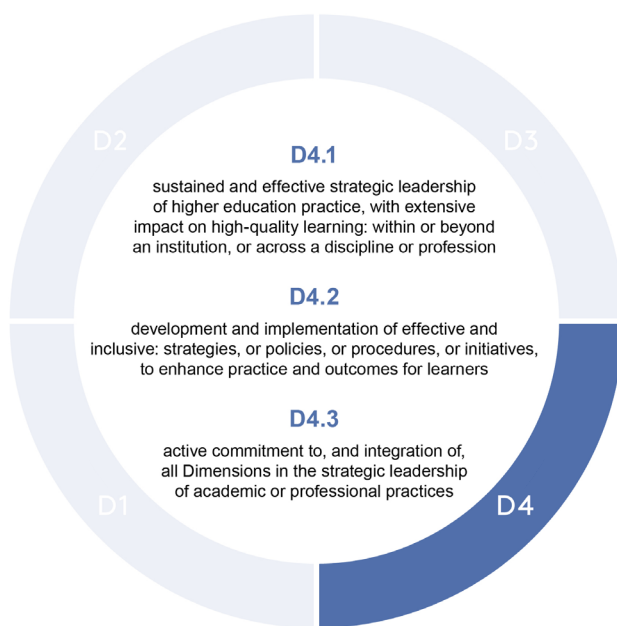 D2
D3
D4.1
sustained and effective strategic leadership
of higher education practice, with extensive
impact on high-quality learning: within or beyond
an institution, or across a discipline or profession
D4.2
development and implementation of effective and
inclusive: strategies, or policies, or procedures, or initiatives,
to enhance practice and outcomes for learners
D4.3
active commitment to, and integration of,
all Dimensions in the strategic leadership
of academic or professional practices
D1
D4